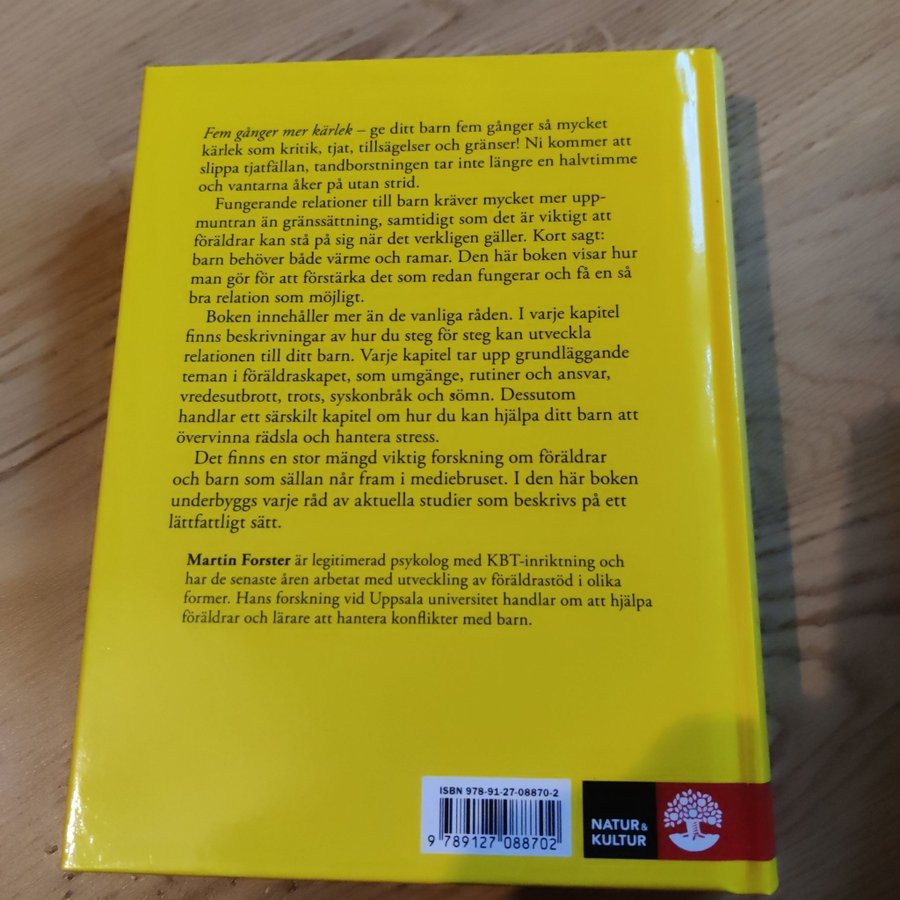 Fem gånger mer kärlek – ge ditt barn fem gånger så mycket
kärlek som kritik, tjat, tillsägelser och gränser! Ni kommer att
slippa tjatfällan, tandborstningen tar inte längre en halvtimme
och vantarna åker på utan strid.
Fungerande relationer till barn kräver mycket mer upp-
muntran än gränssättning, samtidigt som det är viktigt att
föräldrar kan stå på sig när det verkligen gäller. Kort sagt:
barn behöver både värme och ramar. Den här boken visar hur
man gör för att förstärka det som redan fungerar och få en så
bra relation som möjligt.
Boken innehåller mer än de vanliga råden. I varje kapitel
finns beskrivningar av hur du steg för steg kan utveckla
relationen till ditt barn. Varje kapitel tar upp grundläggande
teman i föräldraskapet, som umgänge, rutiner och ansvar,
vredesutbrott, trots, syskonbråk och sömn. Dessutom
handlar ett särskilt kapitel om hur du kan hjälpa ditt barn att
övervinna rädsla och hantera stress.
Det finns en stor mängd viktig forskning om föräldrar
och barn som sällan når fram i mediebruset. I den här boken
underbyggs varje råd av aktuella studier som beskrivs på ett
lättfattligt sätt.
Martin Forster är legitimerad psykolog med KBT-inriktning och
har de senaste åren arbetat med utveckling av föräldrastöd i olika
former. Hans forskning vid Uppsala universitet handlar om att hjälpa
föräldrar och lärare att hantera konflikter med barn.
ISBN 978-91-27-08870-2
9 789127 088702
NATUR &
KULTUR